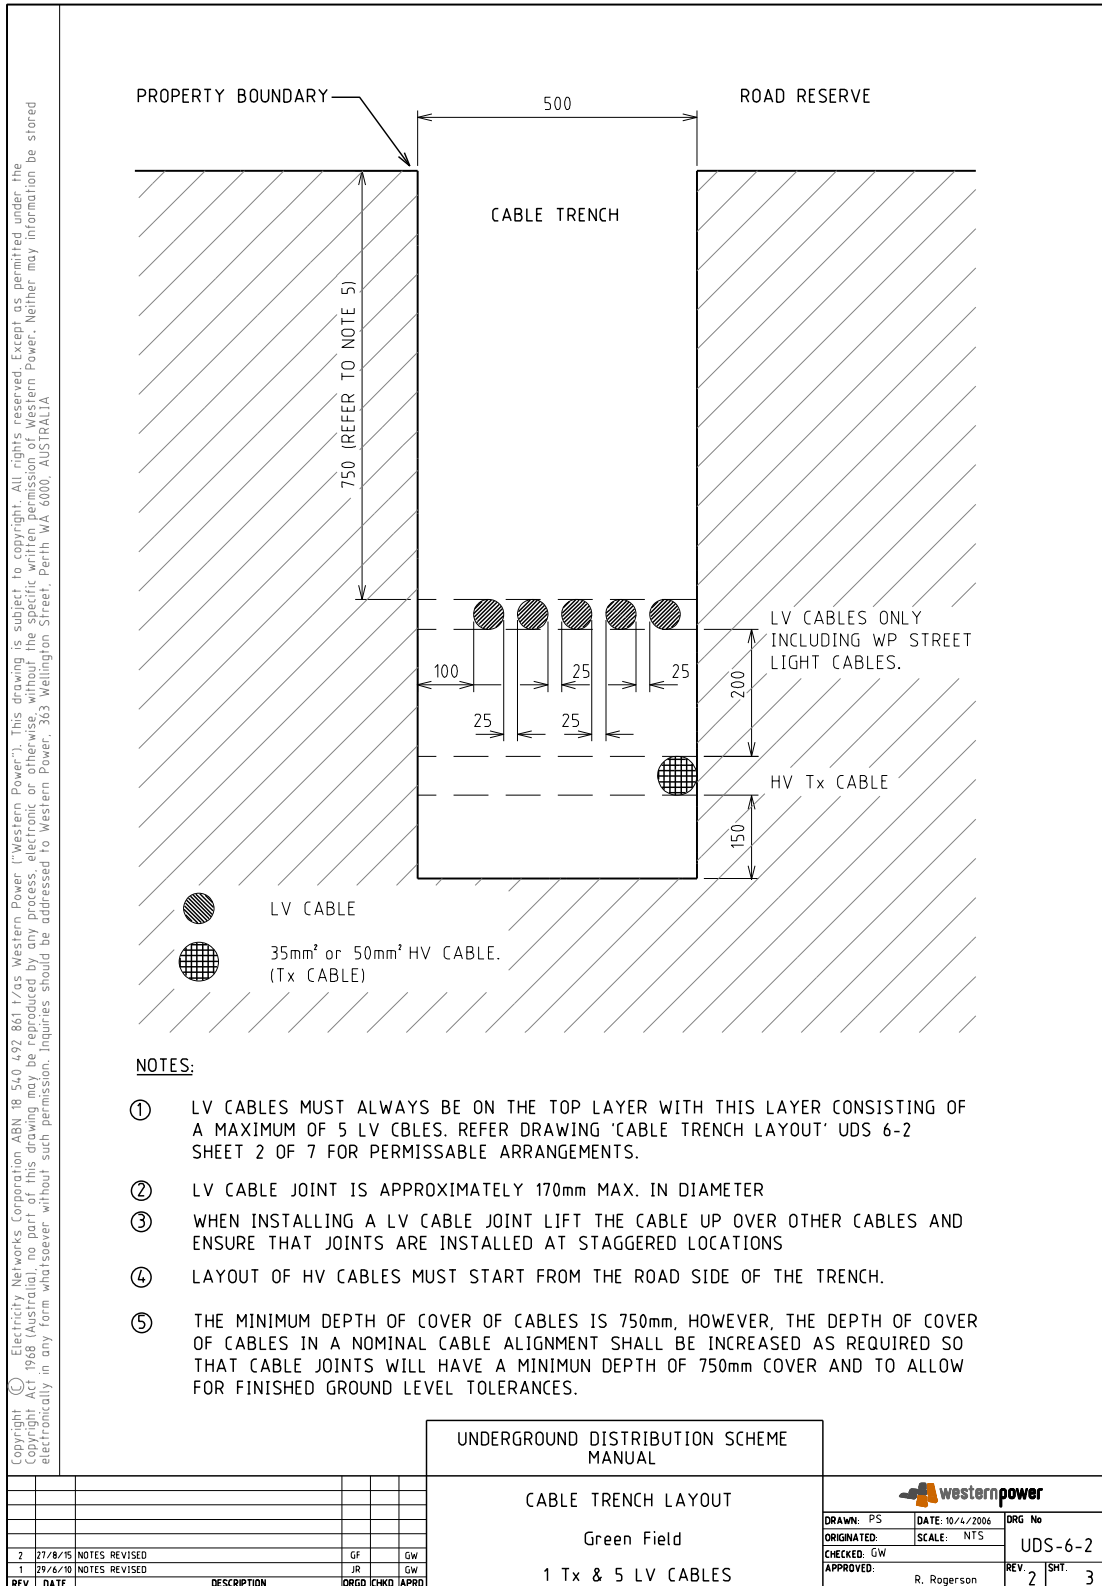 Copyright © Electricity Networks Corporation ABN 18 540 492 861 t/as Western Power ("Western Power"). This drawing is subject to copyright. All rights reserved. Except as permitted under the
Copyright Act 1968 (Australia), no part of this drawing may be reproduced by any process, electronic or otherwise, without the specific written permission of Western Power. Neither may information be stored
electronically in any form whatsoever without such permission. Inquiries should be addressed to Western Power, 363 Wellington Street, Perth WA 6000, AUSTRALIA
PROPERTY BOUNDARY
500
ROAD RESERVE
CABLE TRENCH
750 (REFER TO NOTE 5)
LV CABLES ONLY
INCLUDING WP STREET
LIGHT CABLES.
100
25
25
200
25
25
HV Tx CABLE
150
LV CABLE
35mm² or 50mm² HV CABLE.
(Tx CABLE)
NOTES:
1 LV CABLES MUST ALWAYS BE ON THE TOP LAYER WITH THIS LAYER CONSISTING OF
A MAXIMUM OF 5 LV CBLES. REFER DRAWING 'CABLE TRENCH LAYOUT' UDS 6-2
SHEET 2 OF 7 FOR PERMISSABLE ARRANGEMENTS.
2 LV CABLE JOINT IS APPROXIMATELY 170mm MAX. IN DIAMETER
3 WHEN INSTALLING A LV CABLE JOINT LIFT THE CABLE UP OVER OTHER CABLES AND
ENSURE THAT JOINTS ARE INSTALLED AT STAGGERED LOCATIONS
4 LAYOUT OF HV CABLES MUST START FROM THE ROAD SIDE OF THE TRENCH.
5 THE MINIMUM DEPTH OF COVER OF CABLES IS 750mm, HOWEVER, THE DEPTH OF COVER
OF CABLES IN A NOMINAL CABLE ALIGNMENT SHALL BE INCREASED AS REQUIRED SO
THAT CABLE JOINTS WILL HAVE A MINIMUN DEPTH OF 750mm COVER AND TO ALLOW
FOR FINISHED GROUND LEVEL TOLERANCES.
UNDERGROUND DISTRIBUTION SCHEME
MANUAL
CABLE TRENCH LAYOUT
Green Field
1 Tx & 5 LV CABLES
westernpower
DRAWN: PS
DATE: 10/4/2006
DRG No
ORIGINATED:
SCALE: NTS
UDS-6-2
CHECKED: GW
APPROVED:
R. Rogerson
REV. 2
SHT. 3
2 27/8/15 NOTES REVISED GF GW
1 29/6/10 NOTES REVISED JR GW
REV DATE DESCRIPTION ORGD CHKD APRD